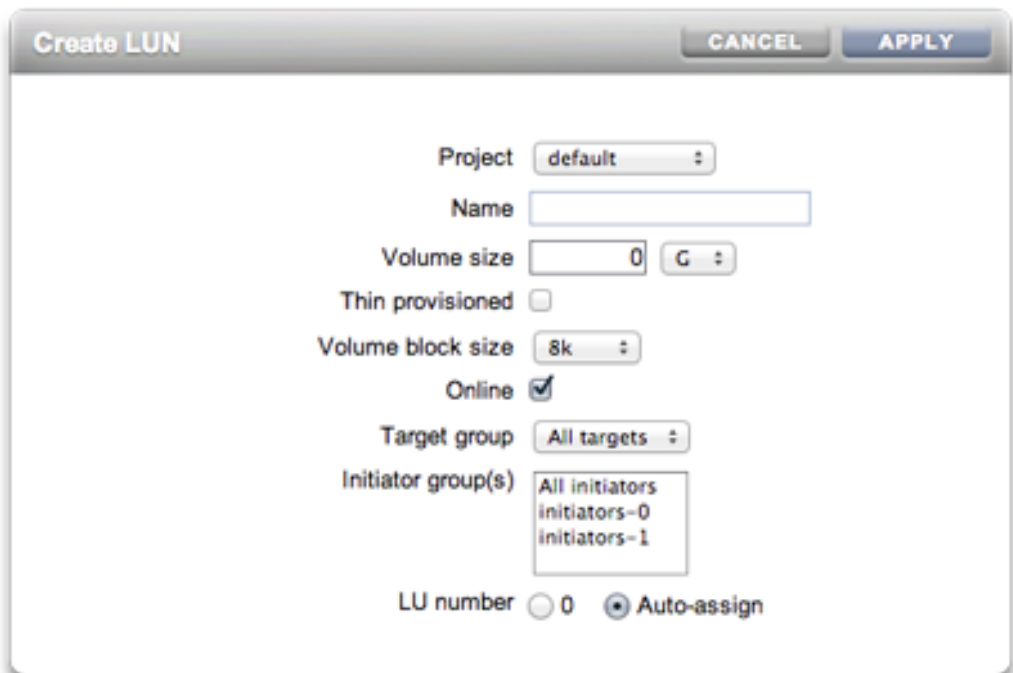 Create LUN CANCEL APPLY
Project default
Name
Volume size 0 G
Thin provisioned
Volume block size 8k
Online
Target group All targets
Initiator group(s) All initiators
initiators-0
initiators-1
LU number 0 Auto-assign